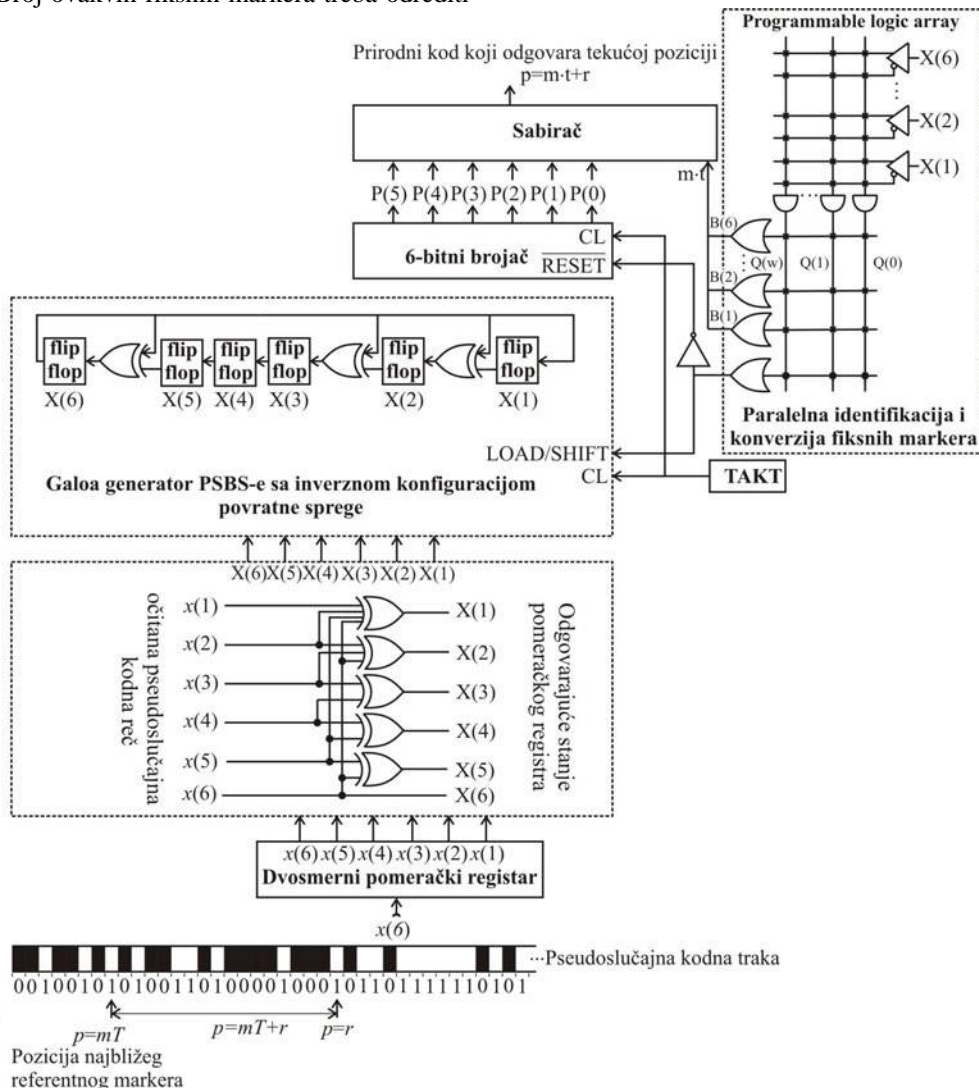 Broj ovakvih fiksnih markera treba odrediti
Programmable logic array
X(6)
X(2)
X(1)
Prirodni kod koji odgovara tekućoj poziciji
p=m·t+r
Sabirač
m·t
P(5) P(4) P(3) P(2) P(1) P(0)
CL
6-bitni brojač
RESET
B(6)
B(2)
B(1)
Q(w)
Q(1)
Q(0)
Paralelna identifikacija i
konverzija fiksnih markera
flip flop
flip flop
flip flop
flip flop
flip flop
flip flop
X(6)
X(5)
X(4)
X(3)
X(2)
X(1)
LOAD/SHIFT
CL
TAKT
Galoa generator PSBS-e sa inverznom konfiguracijom
povratne sprege
X(6) X(5) X(4) X(3) X(2) X(1)
očitana pseudoslučajna
kodna reč
x(1)
x(2)
x(3)
x(4)
x(5)
x(6)
X(1)
X(2)
X(3)
X(4)
X(5)
X(6)
Odgovarajuće stanje
pomeračkog registra
x(6) x(5) x(4) x(3) x(2) x(1)
Dvosmerni pomerački registar
x(6)
···Pseudoslučajna kodna traka
001001010100110100000100010110111111010​1
p=mT
p=mT+r
p=r
Pozicija najbližeg
referentnog markera